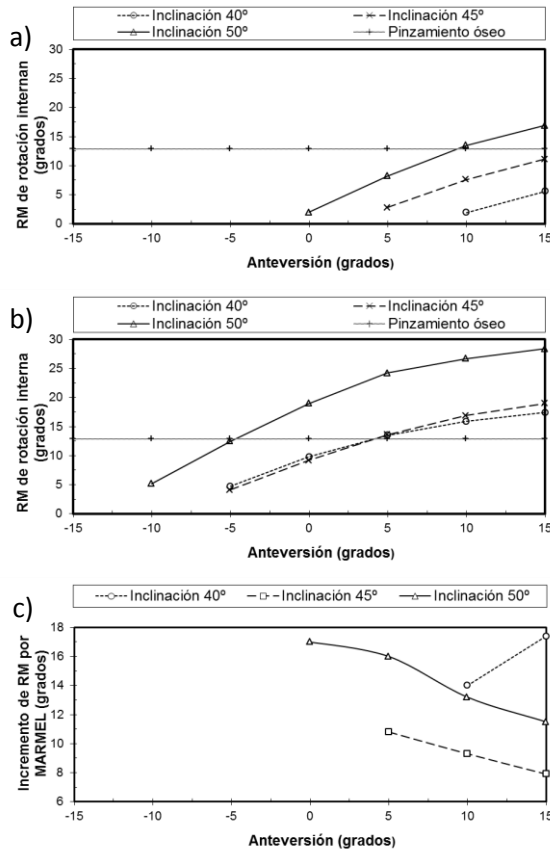 a)
Inclinación 40º
Inclinación 45º
Inclinación 50º
Pinzamiento óseo
RM de rotación internan
(grados)
30
25
20
15
10
5
0
-15 -10 -5 0 5 10 15
Anteversión (grados)
b)
Inclinación 40º
Inclinación 45º
Inclinación 50º
Pinzamiento óseo
RM de rotación interna
(grados)
30
25
20
15
10
5
0
-15 -10 -5 0 5 10 15
Anteversión (grados)
c)
Inclinación 40º Inclinación 45º Inclinación 50º
Incremento de RM por
MARMEL (grados)
18
16
14
12
10
8
6
-15 -10 -5 0 5 10 15
Anteversión (grados)